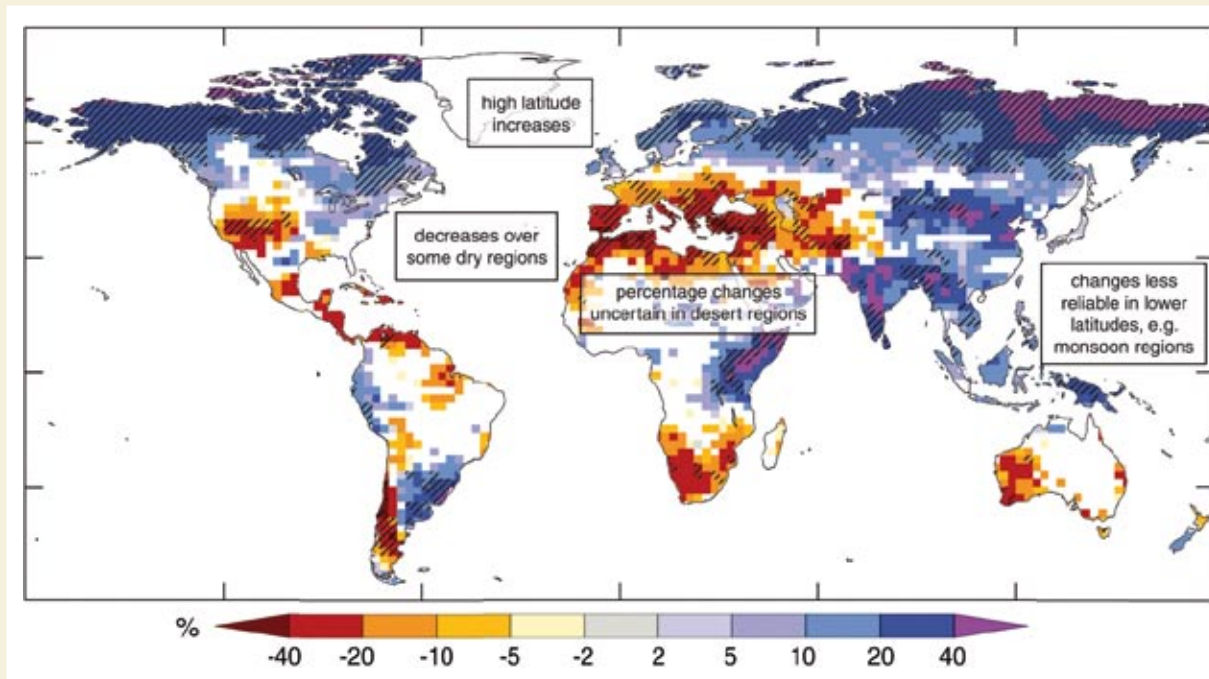 high latitude
increases
decreases over
some dry regions
percentage changes
uncertain in desert regions
changes less
reliable in lower
latitudes, e.g.
monsoon regions
%
-40 -20 -10 -5 -2 2 5 10 20 40